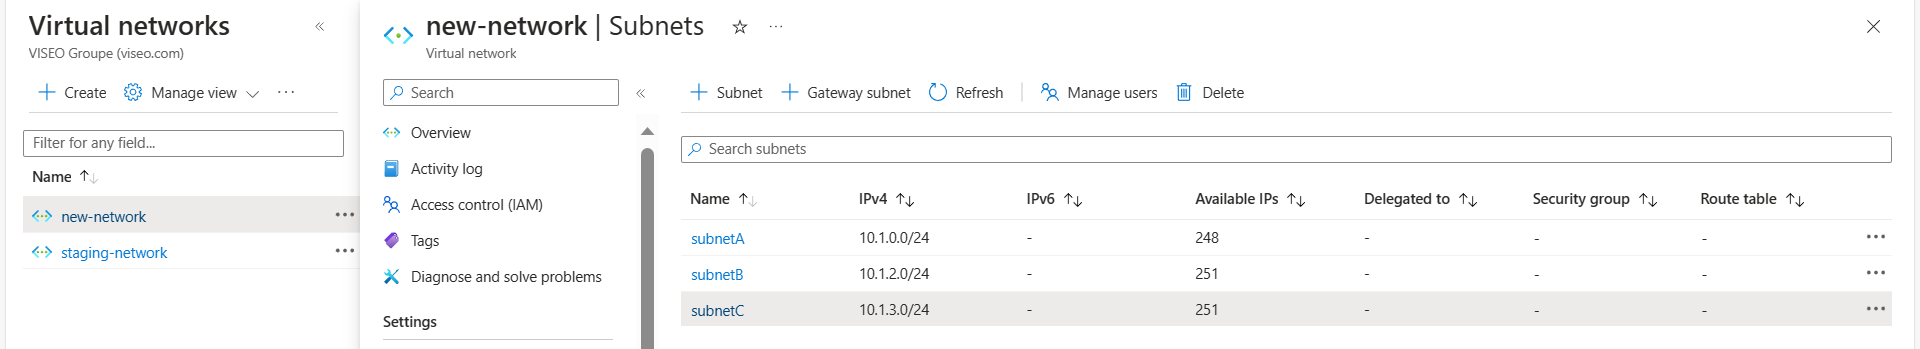 Virtual networks
VISEO Groupe (viseo.com)
Create
Manage view
Filter for any field...
Name
new-network
staging-network
new-network | Subnets
Virtual network
Search
Overview
Activity log
Access control (IAM)
Tags
Diagnose and solve problems
Settings
Subnet Gateway subnet Refresh Manage users Delete
Search subnets
Name IPv4 IPv6 Available IPs Delegated to Security group Route table
subnetA 10.1.0.0/24 - 248 - - -
subnetB 10.1.2.0/24 - 251 - - -
subnetC 10.1.3.0/24 - 251 - - -